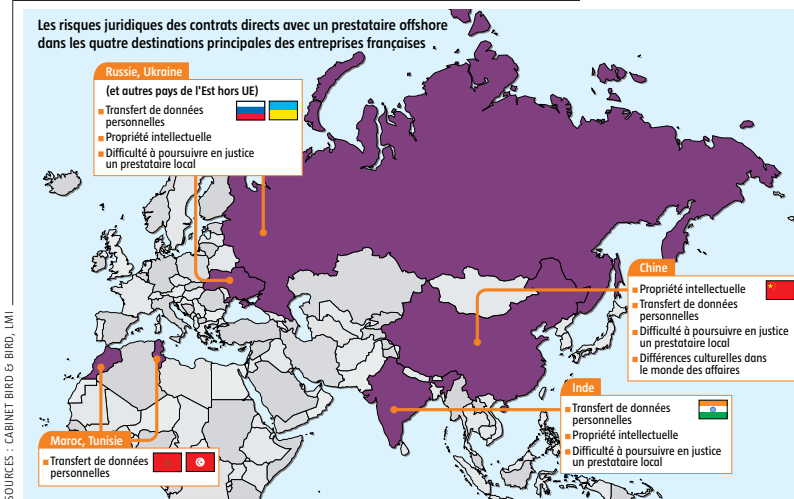 Les risques juridiques des contrats directs avec un prestataire offshore
dans les quatre destinations principales des entreprises françaises
Russie, Ukraine
(et autres pays de l'Est hors UE)
Transfert de données
personnelles
Propriété intellectuelle
Difficulté à poursuivre en justice
un prestataire local
Chine
Propriété intellectuelle
Transfert de données
personnelles
Difficulté à poursuivre en justice
un prestataire local
Différences culturelles dans
le monde des affaires
Inde
Transfert de données
personnelles
Propriété intellectuelle
Difficulté à poursuivre en justice
un prestataire local
Maroc, Tunisie
Transfert de données
personnelles
SOURCES : CABINET BIRD & BIRD, LMI